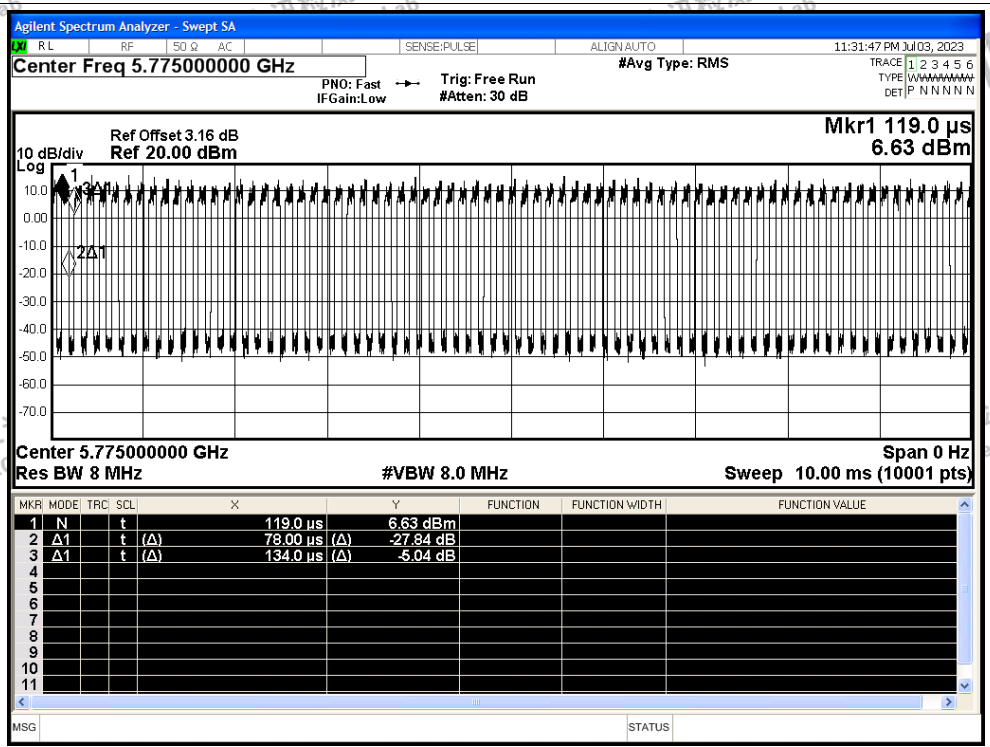 Agilent Spectrum Analyzer - Swept SA
LXI RL RF 50 Ω AC SENSE:PULSE ALIGN AUTO 11:31:47 PM Jul 03, 2023
Center Freq 5.775000000 GHz #Avg Type: RMS TRACE 1 2 3 4 5 6
PNO: Fast Trig: Free Run TYPE WWWWWW
IFGain:Low #Atten: 30 dB DET P N N N N N
Mkr1 119.0 µs
Ref Offset 3.16 dB
10 dB/div Ref 20.00 dBm 6.63 dBm
Log
1
10.0 3Δ1
0.00
-10.0 2Δ1
-20.0
-30.0
-40.0
-50.0
-60.0
-70.0
Center 5.775000000 GHz Span 0 Hz
Res BW 8 MHz #VBW 8.0 MHz Sweep 10.00 ms (10001 pts)
MKR MODE TRC SCL X Y FUNCTION FUNCTION WIDTH FUNCTION VALUE
1 N t 119.0 µs 6.63 dBm
2 Δ1 t (Δ) 78.00 µs (Δ) -27.84 dB
3 Δ1 t (Δ) 134.0 µs (Δ) -5.04 dB
4
5
6
7
8
9
10
11
MSG STATUS